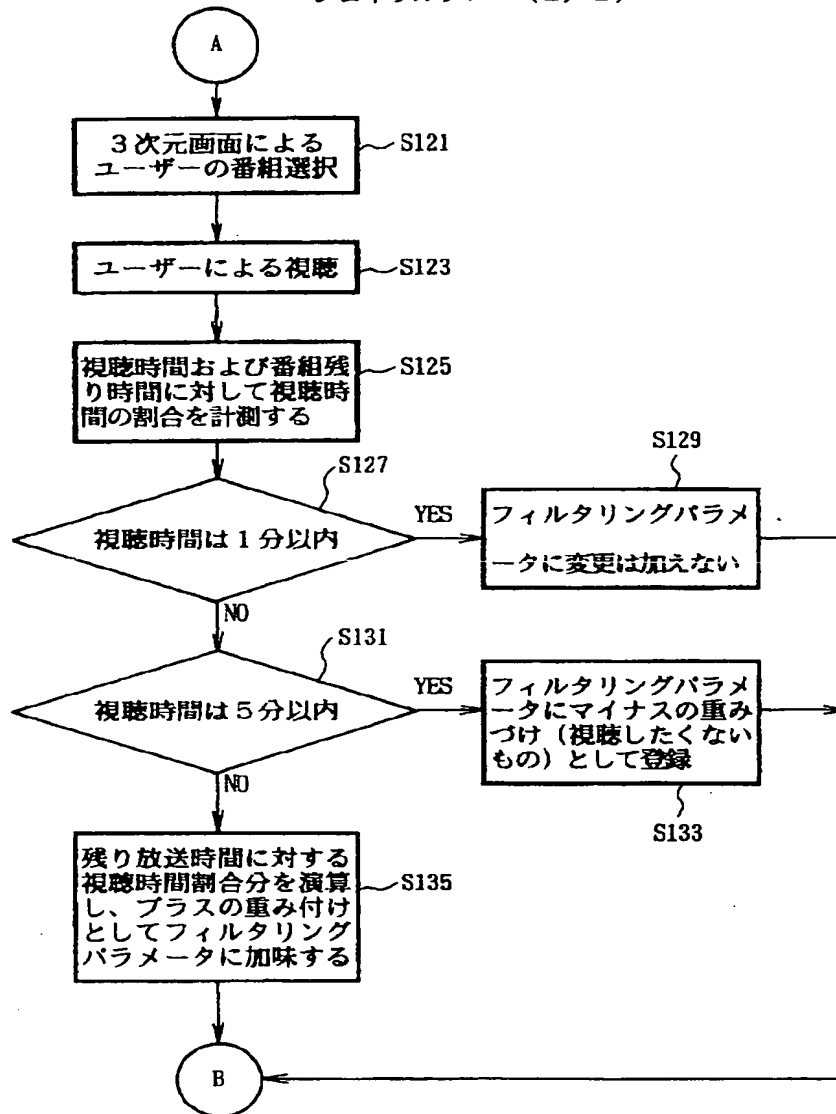 A
3次元画面による
ユーザーの番組選択
S121
ユーザーによる視聴
S123
視聴時間および番組残
り時間に対して視聴時
間の割合を計測する
S125
S127
視聴時間は1分以内
YES
NO
S129
フィルタリングパラメ
ータに変更は加えない
S131
視聴時間は5分以内
YES
NO
フィルタリングパラメ
ータにマイナスの重み
づけ(視聴したくない
もの)として登録
S133
残り放送時間に対する
視聴時間割合分を演算
し、プラスの重み付け
としてフィルタリング
パラメータに加味する
S135
B